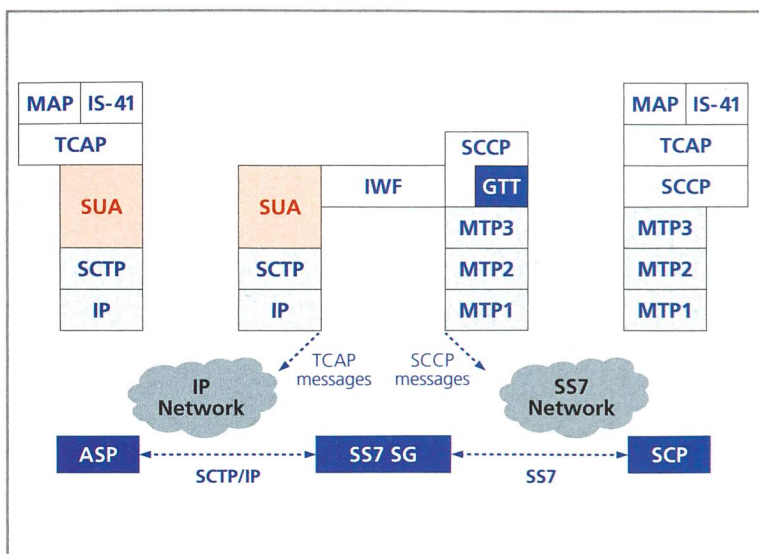 MAP IS-41
TCAP
SUA
SCTP
IP
SUA
IWF
SCCP
GTT
SCTP
IP
MTP3
MTP2
MTP1
MAP IS-41
TCAP
SCCP
MTP3
MTP2
MTP1
TCAP
messages
SCCP
messages
IP
Network
SS7
Network
ASP
SCTP/IP
SS7 SG
SS7
SCP